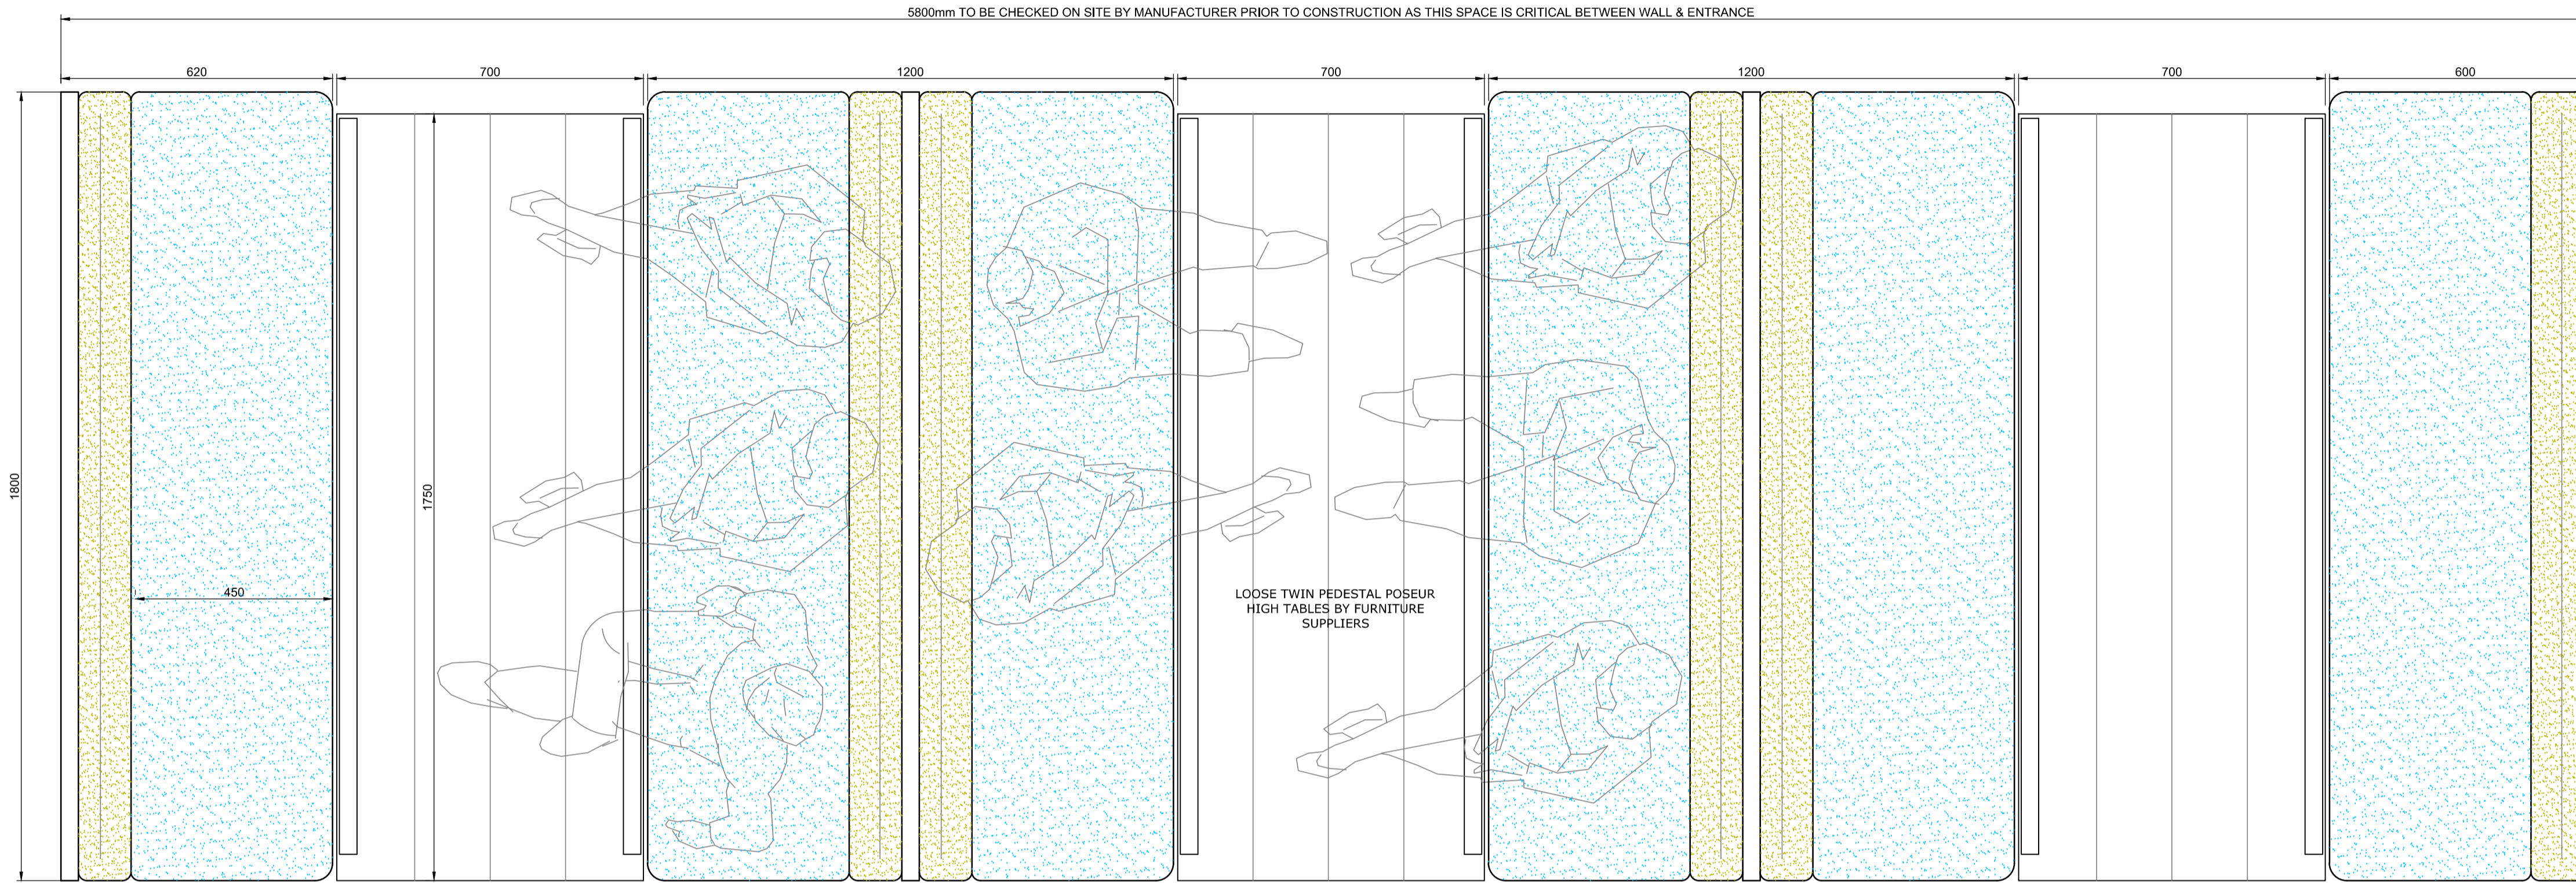 5800mm TO BE CHECKED ON SITE BY MANUFACTURER PRIOR TO CONSTRUCTION AS THIS SPACE IS CRITICAL BETWEEN WALL & ENTRANCE
620
700
1200
700
1200
700
600
1800
1750
450
LOOSE TWIN PEDESTAL POSEUR
HIGH TABLES BY FURNITURE
SUPPLIERS